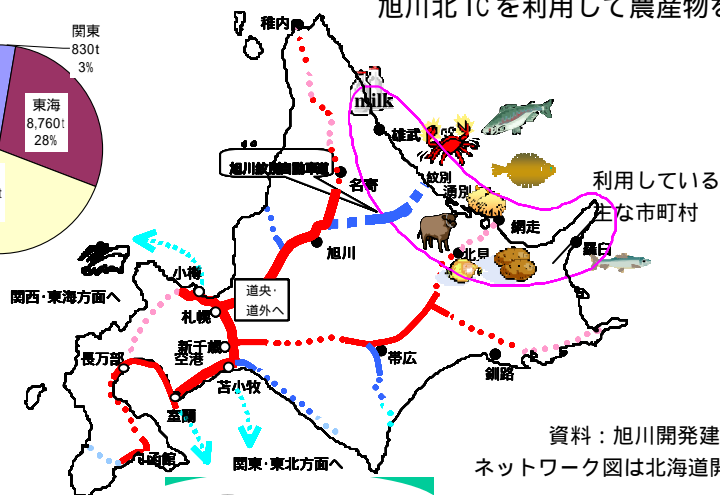 旭川北ICを利用して農産物を
関東
830t
3%
東海
8,760t
28%
t
稚内
milk
雄武
紋別
湧別
名寄
網走
利用している
主な市町村
羅臼
北見
旭川
関西・東海方面へ
小樽
道央・
道外へ
札幌
新千歳
空港
長万部
苫小牧
帯広
釧路
室蘭
函館
関東・東北方面へ
資料：旭川開発建
ネットワーク図は北海道開